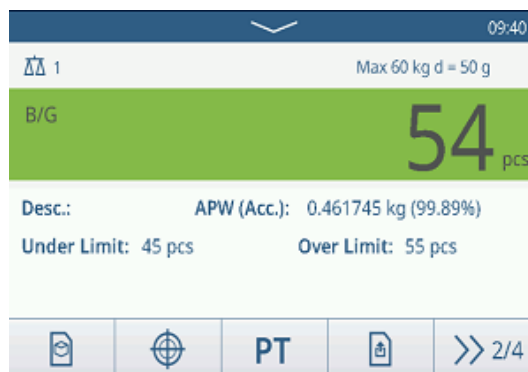 09:40
1 Max 60 kg d = 50 g
B/G
54 pcs
Desc.: APW (Acc.): 0.461745 kg (99.89%)
Under Limit: 45 pcs Over Limit: 55 pcs
PT 2/4